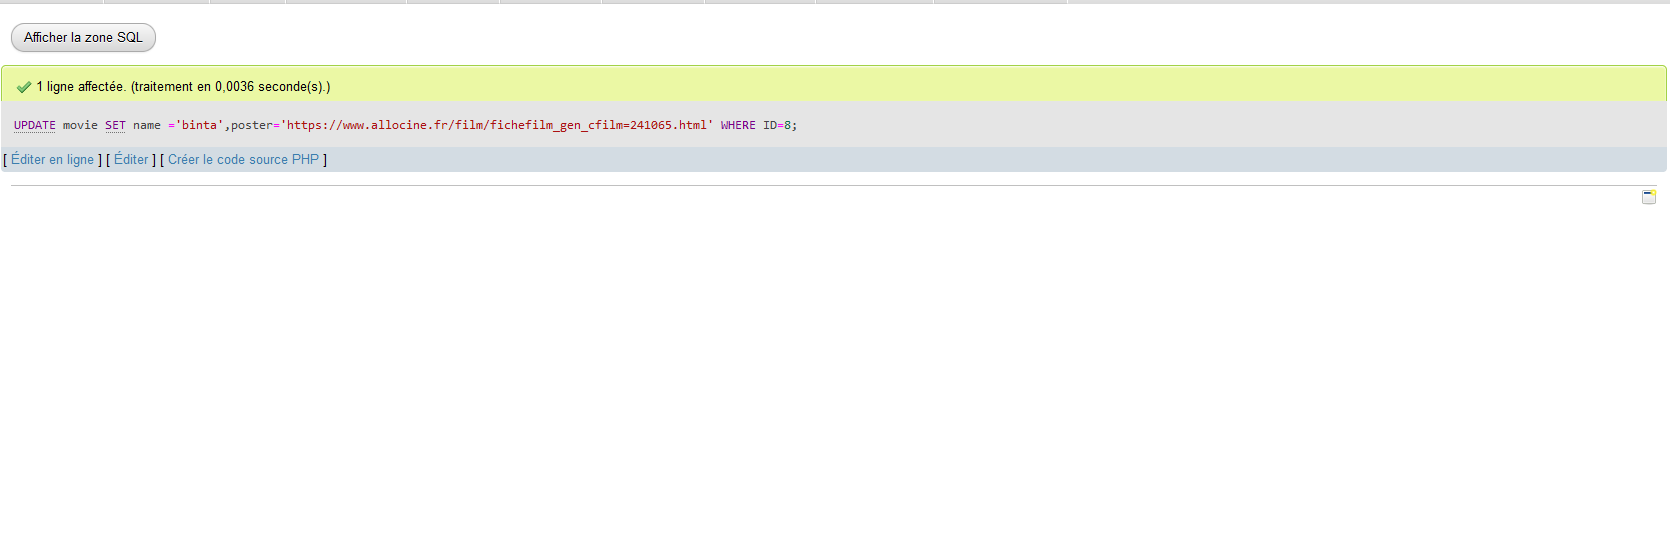 Afficher la zone SQL
1 ligne affectée. (traitement en 0,0036 seconde(s).)
UPDATE movie SET name ='binta',poster='https://www.allocine.fr/film/fichefilm_gen_cfilm=241065.html' WHERE ID=8;
[ Éditer en ligne ] [ Éditer ] [ Créer le code source PHP ]